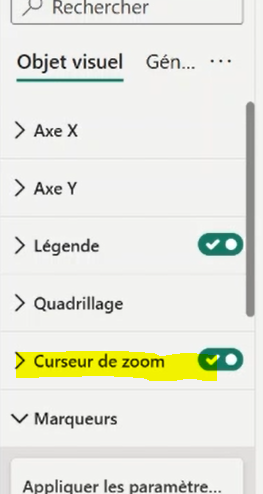 Rechercher
Objet visuel Gén... ...
Axe X
Axe Y
Légende
Quadrillage
Curseur de zoom
Marqueurs
Appliquer les paramètre...